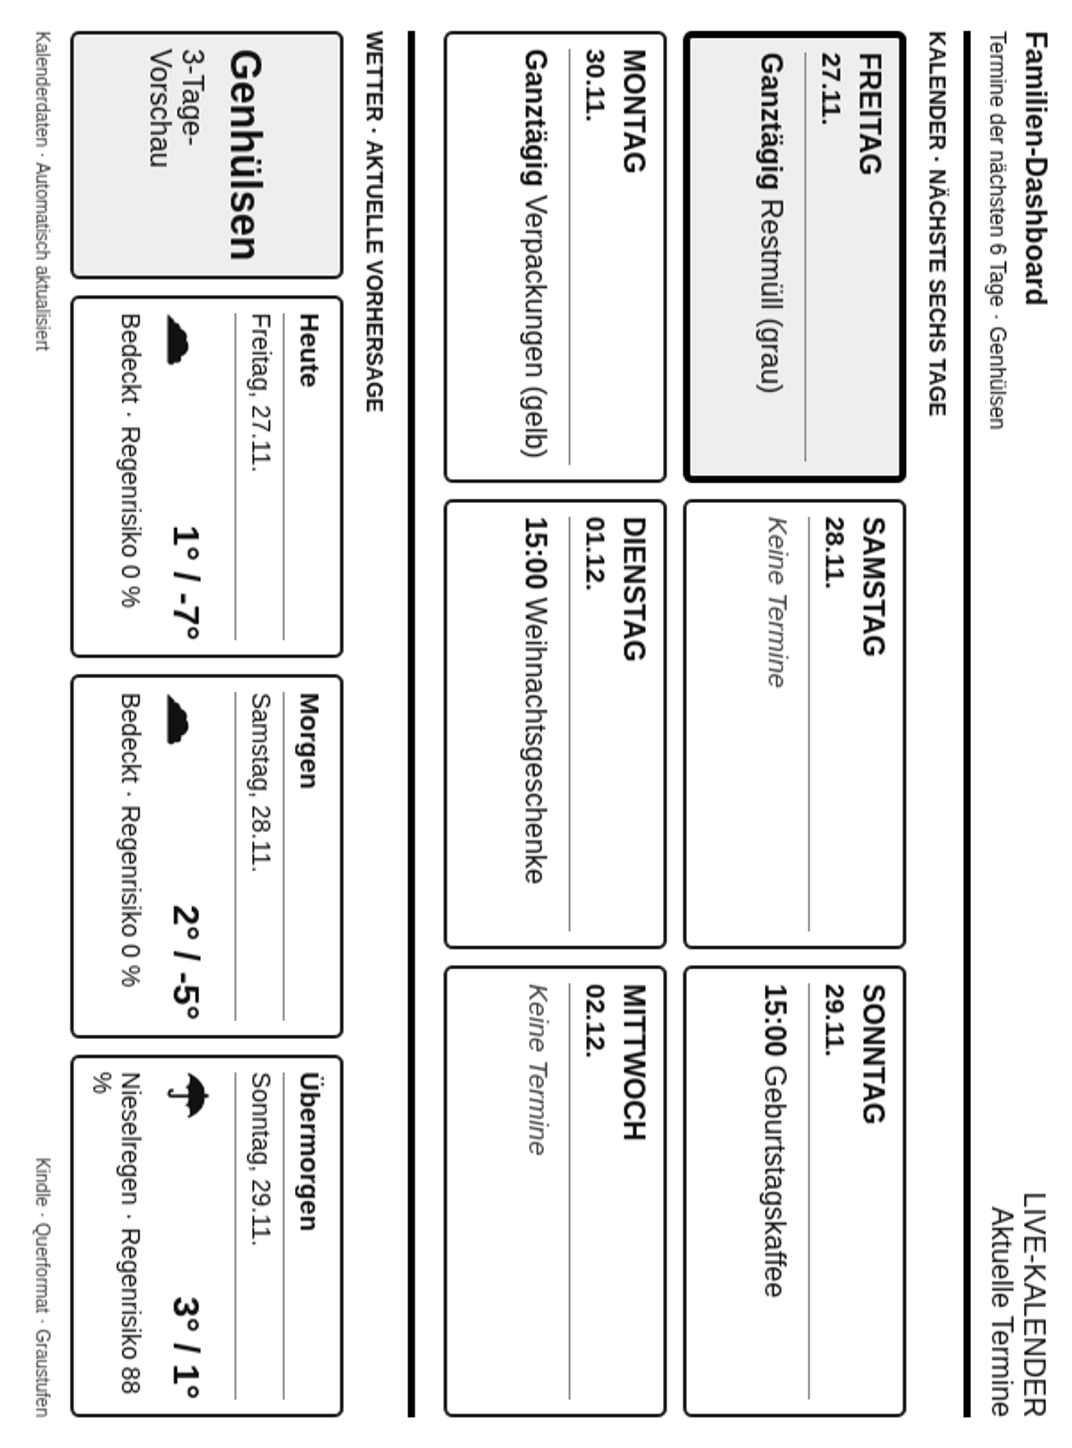 Familien-Dashboard
Termine der nächsten 6 Tage · Genhülsen
LIVE-KALENDER
Aktuelle Termine
KALENDER · NÄCHSTE SECHS TAGE
FREITAG
27.11.
Ganztägig Restmüll (grau)
SAMSTAG
28.11.
Keine Termine
SONNTAG
29.11.
15:00 Geburtstagskaffee
MONTAG
30.11.
Ganztägig Verpackungen (gelb)
DIENSTAG
01.12.
15:00 Weihnachtsgeschenke
MITTWOCH
02.12.
Keine Termine
WETTER · AKTUELLE VORHERSAGE
Genhülsen
3-Tage-
Vorschau
Heute
Freitag, 27.11.
1° / -7°
Bedeckt · Regenrisiko 0 %
Morgen
Samstag, 28.11.
2° / -5°
Bedeckt · Regenrisiko 0 %
Übermorgen
Sonntag, 29.11.
3° / 1°
Nieselregen · Regenrisiko 88
%
Kalenderdaten · Automatisch aktualisiert
Kindle · Querformat · Graustufen